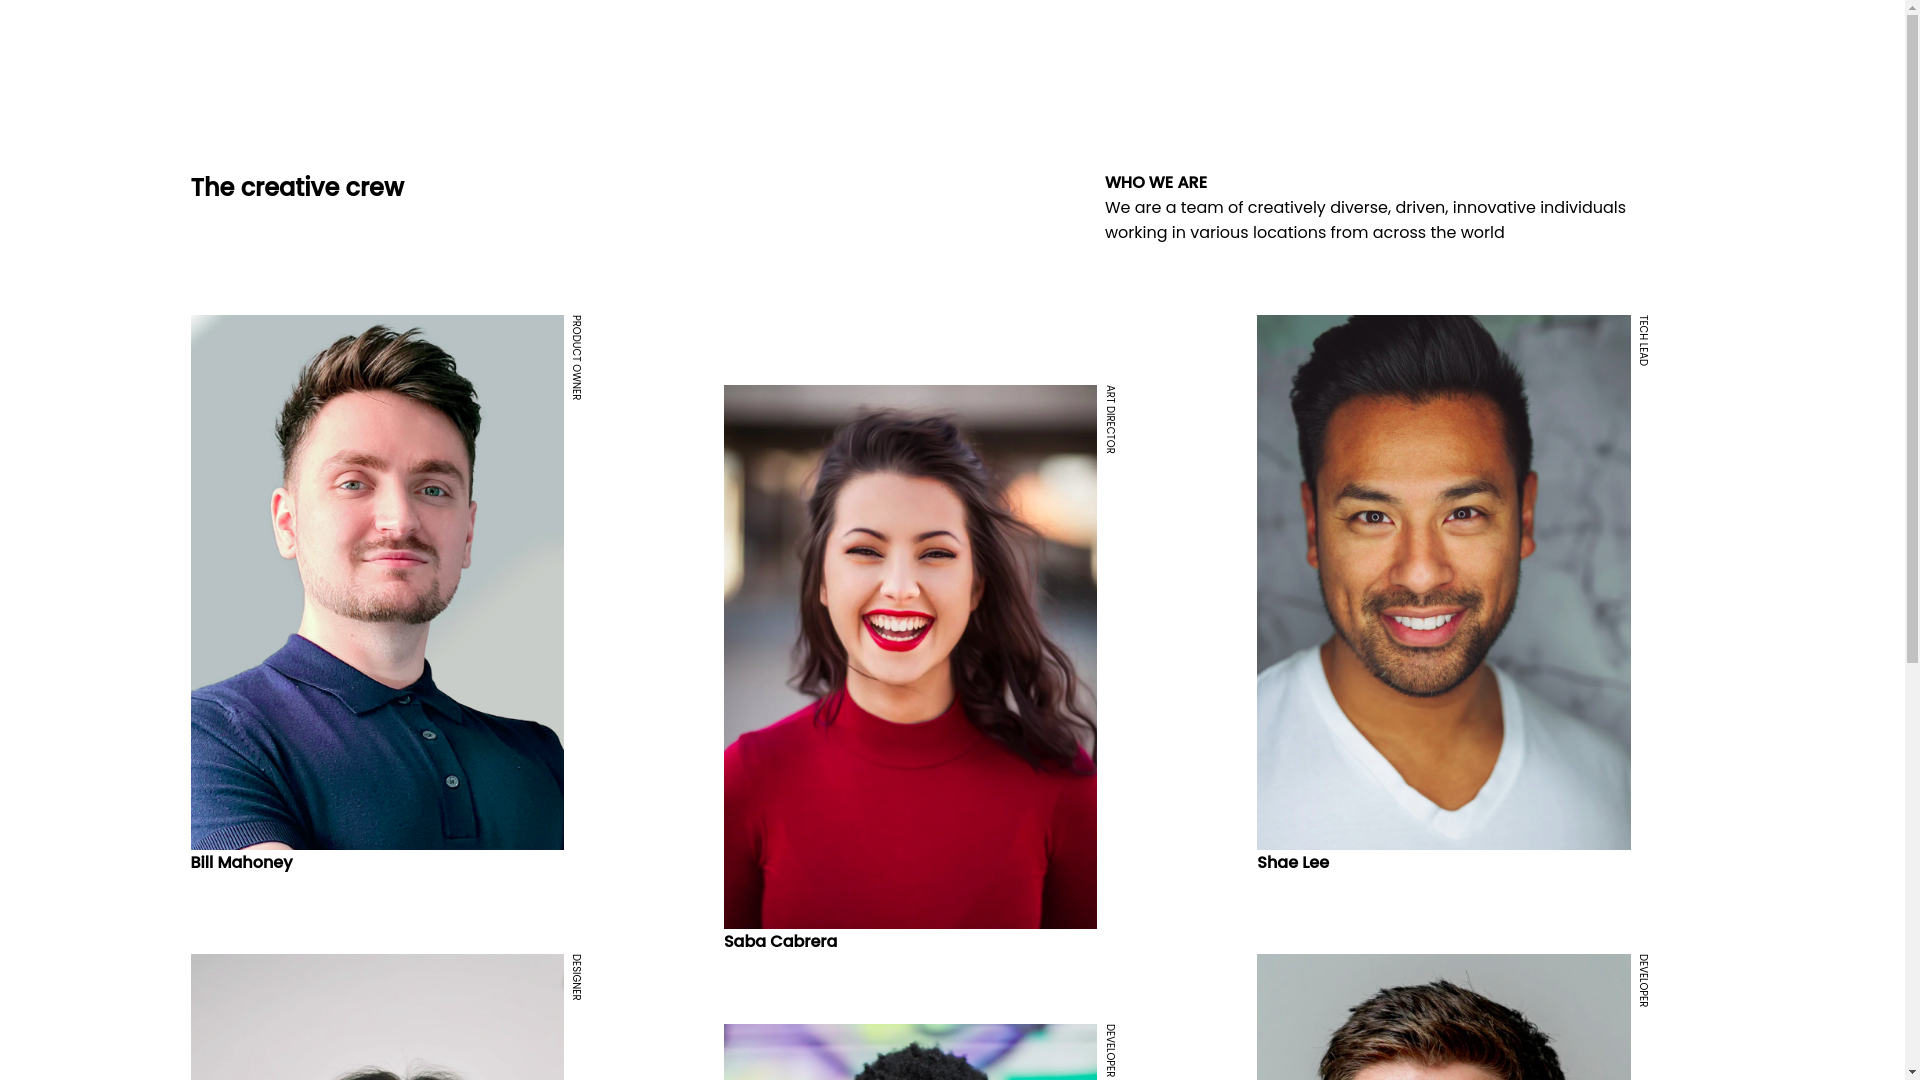 The creative crew
WHO WE ARE
We are a team of creatively diverse, driven, innovative individuals
working in various locations from across the world
PRODUCT OWNER
Bill Mahoney
ART DIRECTOR
Saba Cabrera
TECH LEAD
Shae Lee
DESIGNER
DEVELOPER
DEVELOPER